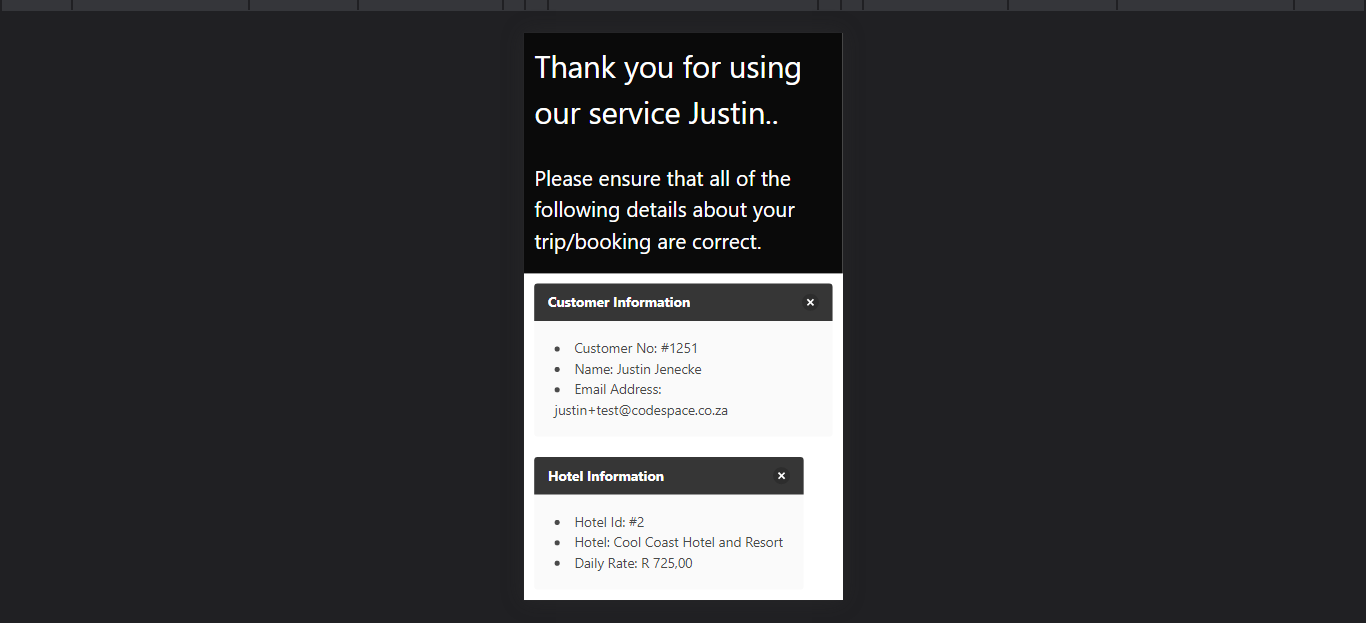 Thank you for using
our service Justin..
Please ensure that all of the
following details about your
trip/booking are correct.
Customer Information
Customer No: #1251
Name: Justin Jenecke
Email Address:
justin+test@codespace.co.za
Hotel Information
Hotel Id: #2
Hotel: Cool Coast Hotel and Resort
Daily Rate: R 725,00